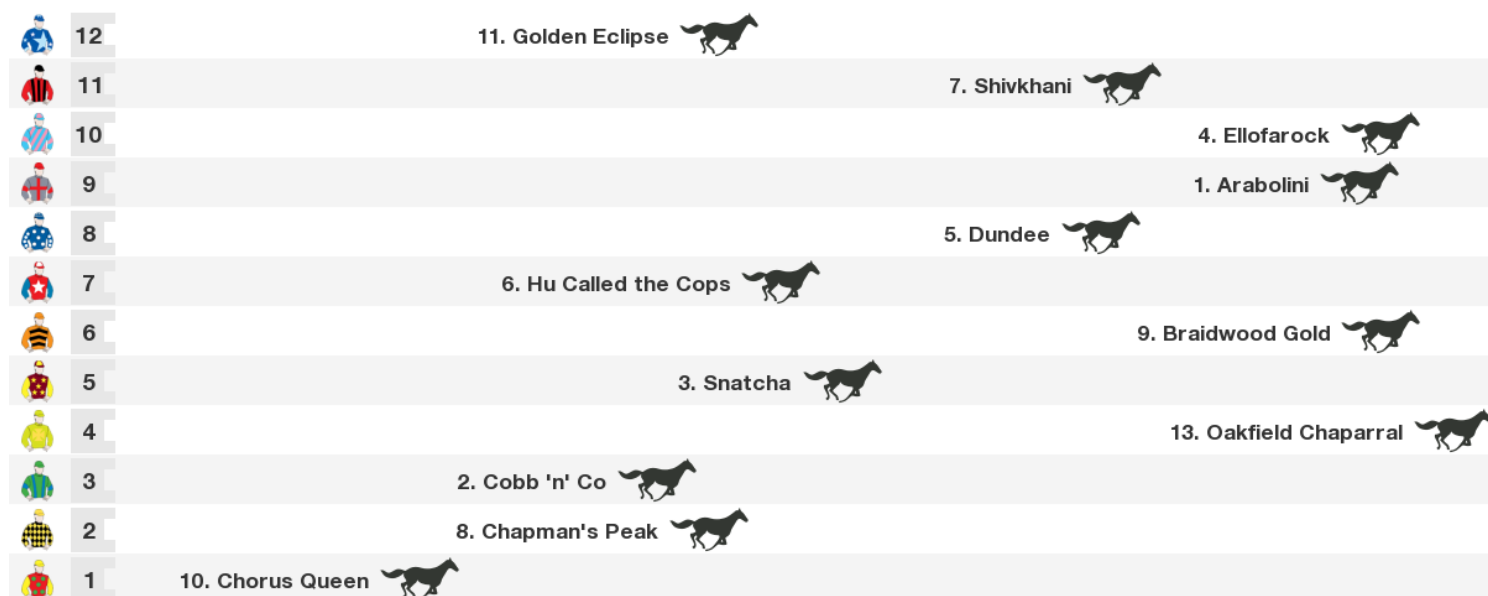 12 11. Golden Eclipse
11 7. Shivkhani
10 4. Ellofarock
9 1. Arabolini
8 5. Dundee
7 6. Hu Called the Cops
6 9. Braidwood Gold
5 3. Snatcha
4 13. Oakfield Chaparral
3 2. Cobb 'n' Co
2 8. Chapman's Peak
1 10. Chorus Queen